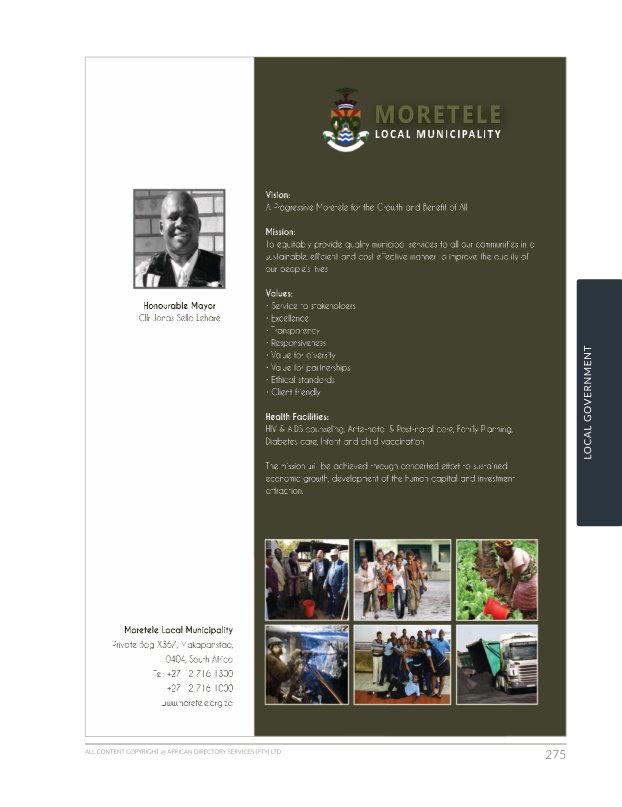 MORETELE
LOCAL MUNICIPALITY
Vision:
A Progressive Moretele for the Growth and Benefit of All
Mission:
To equitably provide quality municipal services to all our communities in a
sustainable, efficient and cost effective manner to improve the quality of
our people's lives
Values:
• Service to stakeholders
• Excellence
• Transparency
• Responsiveness
• Value for diversity
• Value for partnerships
• Ethical standards
• Client friendly
Health Facilities:
HIV & AIDS counseling, Ante-natal & Post-natal care, Family Planning,
Diabetes care, Infant and child vaccination
The mission will be achieved through concerted effort to sustained
economic growth, development of the human capital and investment
attraction.
Honourable Mayor
Cllr Jonas Sello Lehare
Moretele Local Municipality
Private Bag X367, Makapanstad,
0404, South Africa
Tel: +27 12 716 1300
+27 12 716 1000
www.moretele.org.za
LOCAL GOVERNMENT
ALL CONTENT COPYRIGHT @ AFRICAN DIRECTORY SERVICES (PTY) LTD
275